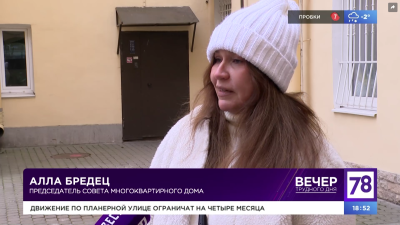 ПРОБКИ 7 -2°
АЛЛА БРЕДЕЦ
ПРЕДСЕДАТЕЛЬ СОВЕТА МНОГОКВАРТИРНОГО ДОМА
ВЕЧЕР
ТРУДНОГО ДНЯ
78
ДВИЖЕНИЕ ПО ПЛАНЕРНОЙ УЛИЦЕ ОГРАНИЧАТ НА ЧЕТЫРЕ МЕСЯЦА
18:52